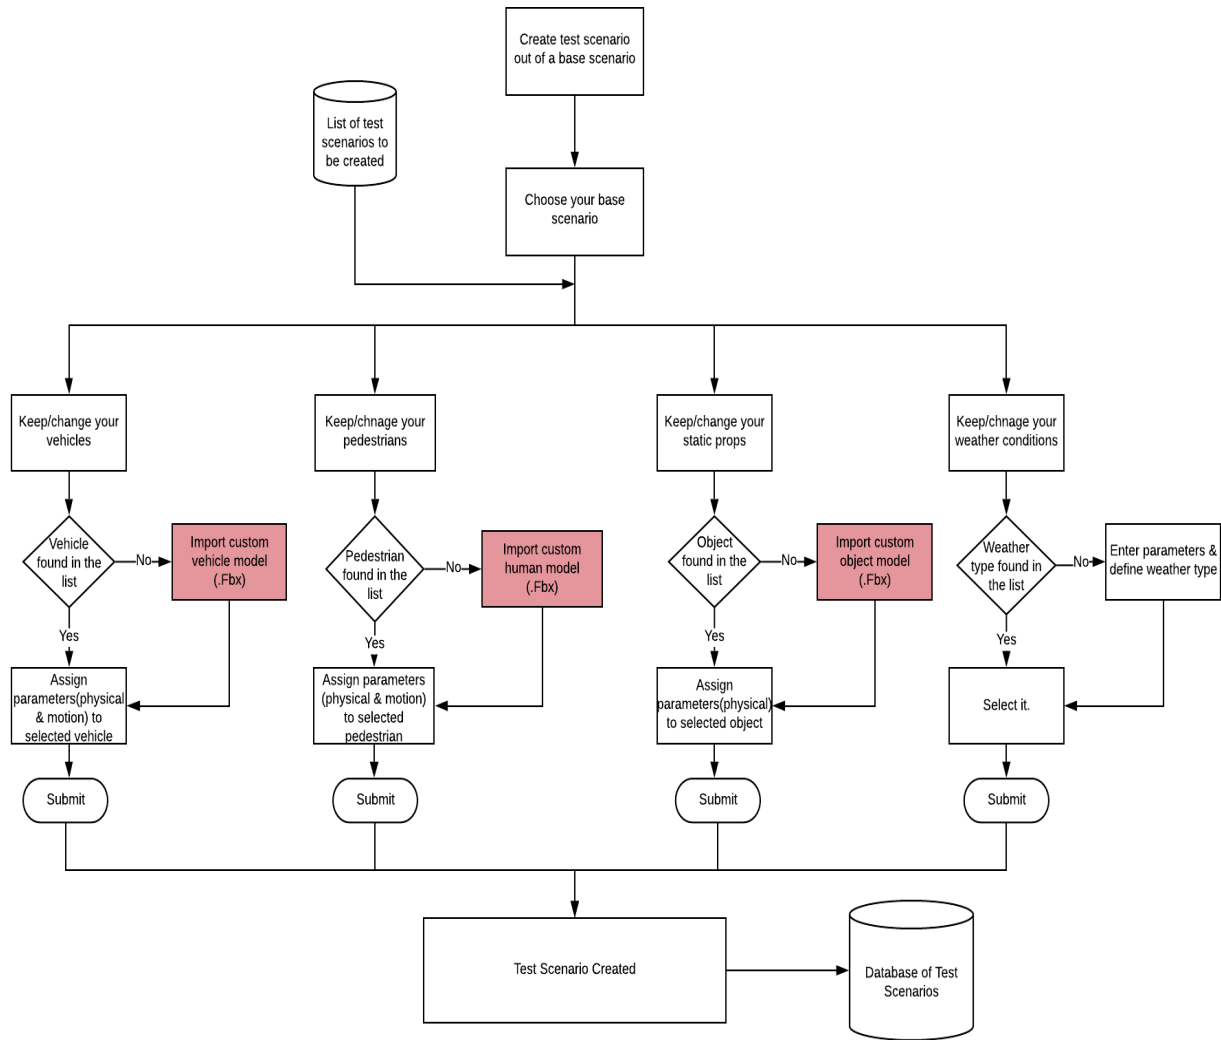 Create test scenario
out of a base scenario
List of test
scenarios to
be created
Choose your base
scenario
Keep/change your
vehicles
Keep/chnage your
pedestrians
Keep/change your
static props
Keep/chnage your
weather conditions
Vehicle
found in the
list
No
Import custom
vehicle model
(.Fbx)
Pedestrian
found in the
list
No
Import custom
human model
(.Fbx)
Object
found in the
list
No
Import custom
object model
(.Fbx)
Weather
type found in
the list
No
Enter parameters &
define weather type
Yes
Yes
Yes
Yes
Assign
parameters(physical
& motion) to
selected vehicle
Assign parameters
(physical & motion)
to selected
pedestrian
Assign
parameters(physical)
to selected object
Select it.
Submit
Submit
Submit
Submit
Test Scenario Created
Database of Test
Scenarios